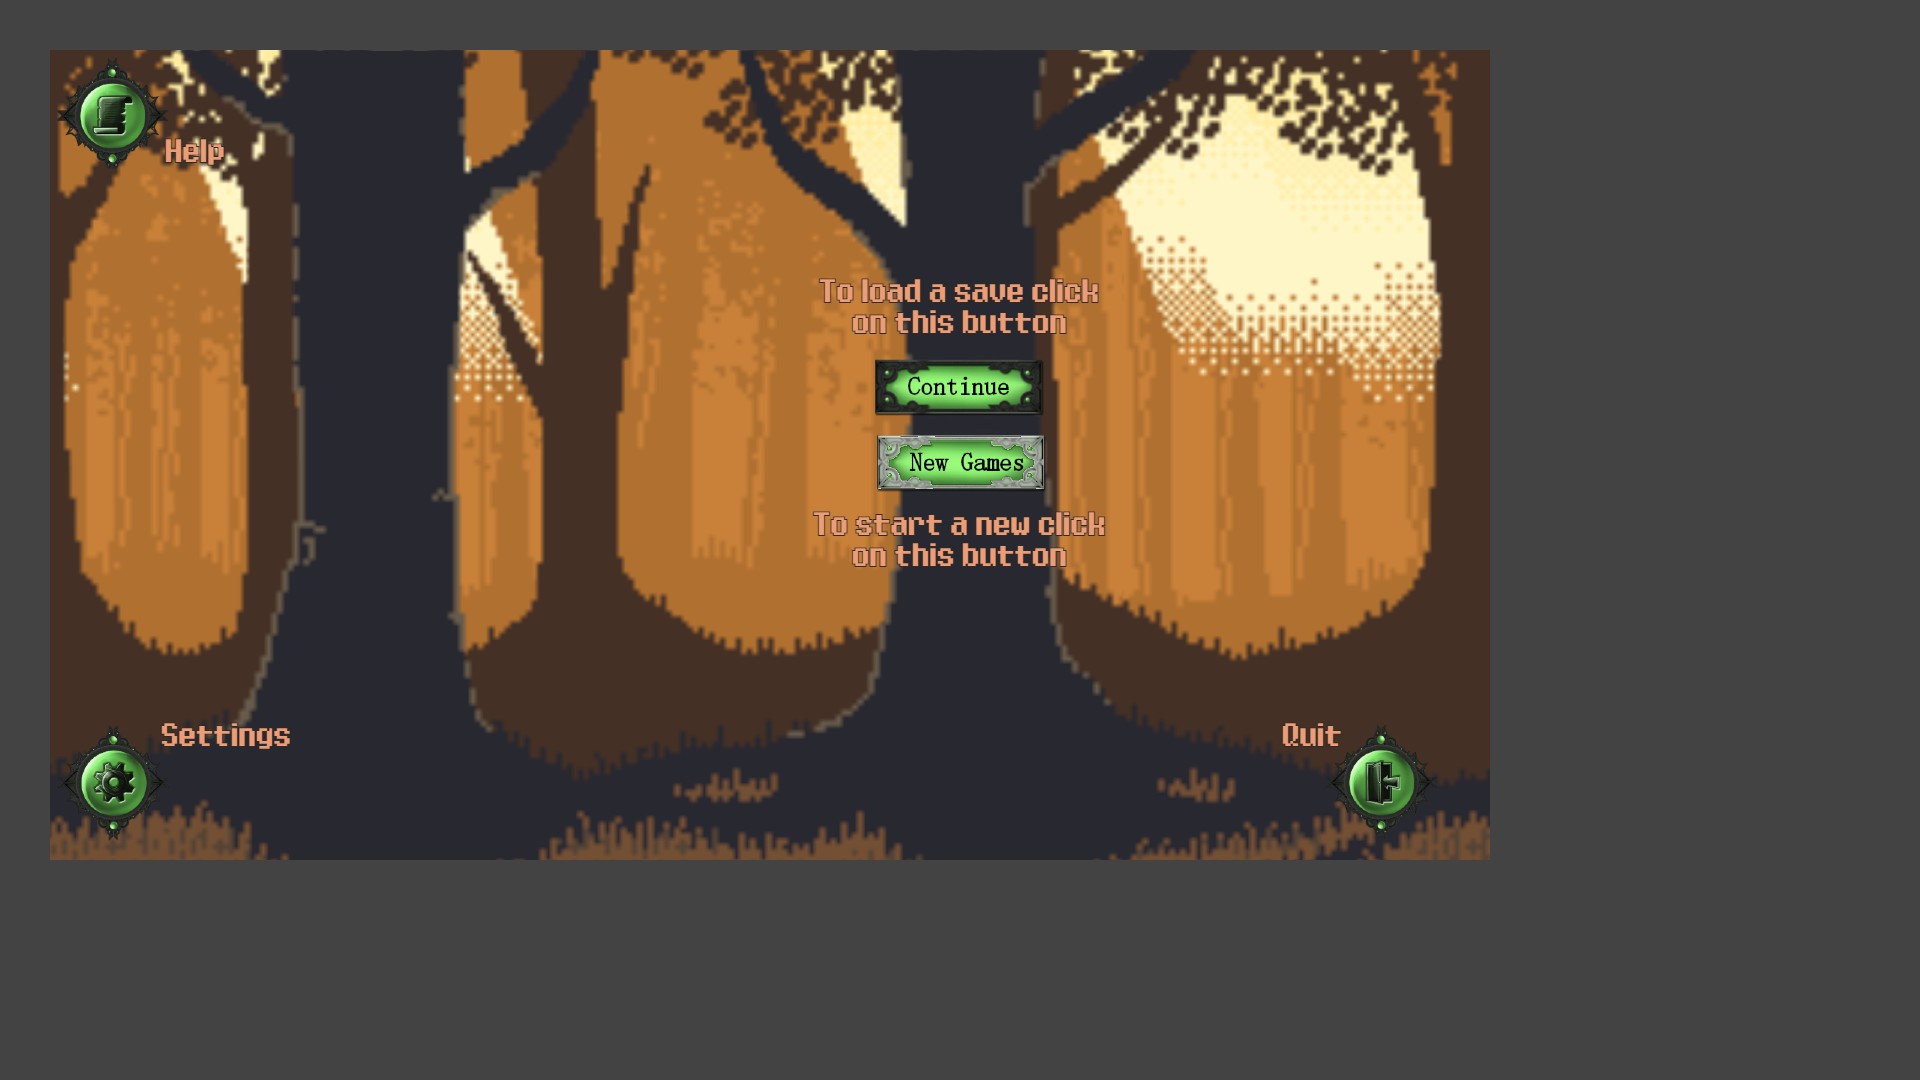 Help
To load a save click
on this button
Continue
New Games
To start a new click
on this button
Settings
Quit